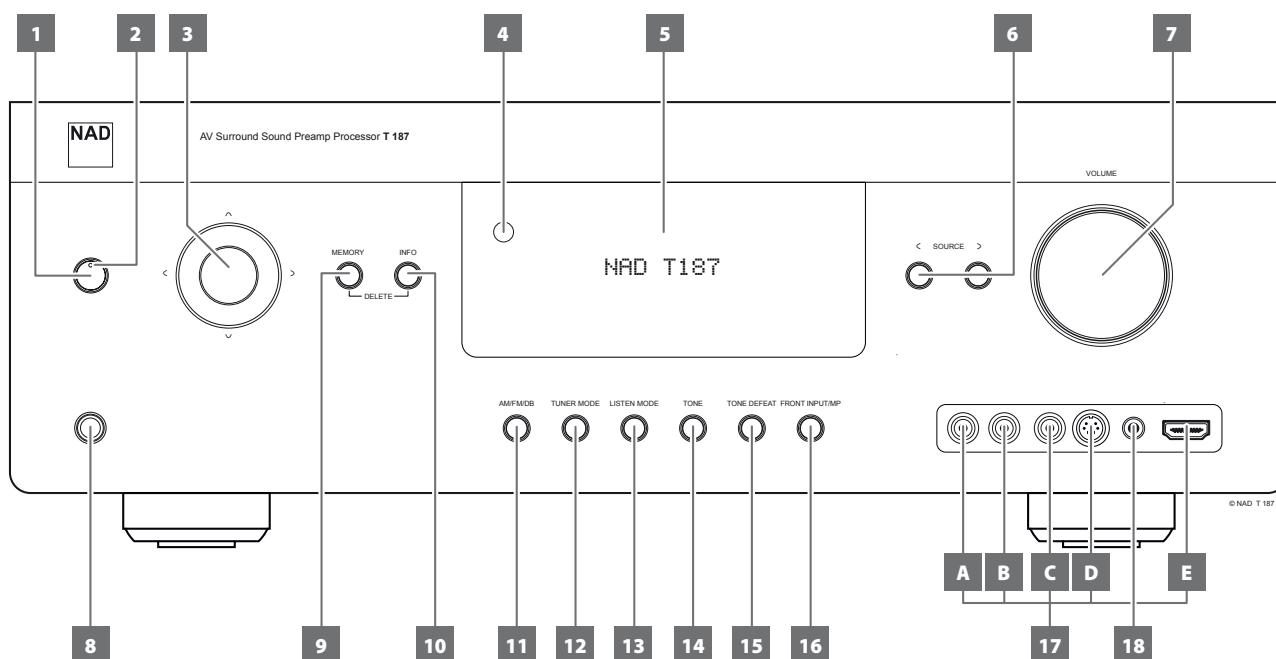 1 2 3 4 5 6 7
NAD
AV Surround Sound Preamp Processor T 187
VOLUME
< SOURCE >
MEMORY INFO
NAD T187
DELETE
AM/FM/DB TUNER MODE LISTEN MODE TONE TONE DEFEAT FRONT INPUT/MP
© NAD T 187
A B C D E
8 9 10 11 12 13 14 15 16 17 18